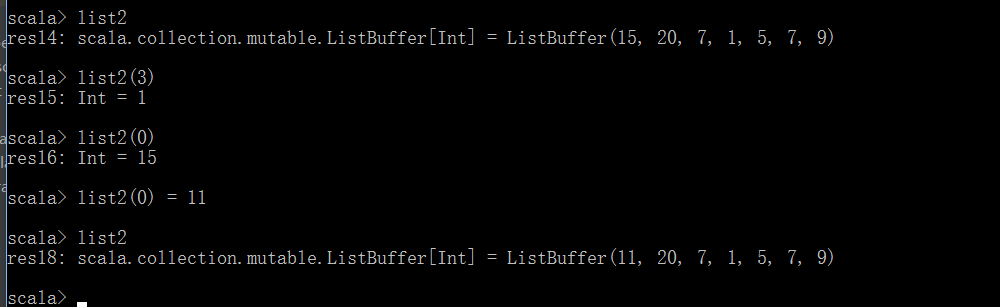 scala> list2
res14: scala.collection.mutable.ListBuffer[Int] = ListBuffer(15, 20, 7, 1, 5, 7, 9)
scala> list2(3)
res15: Int = 1
scala> list2(0)
res16: Int = 15
scala> list2(0) = 11
scala> list2
res18: scala.collection.mutable.ListBuffer[Int] = ListBuffer(11, 20, 7, 1, 5, 7, 9)
scala>